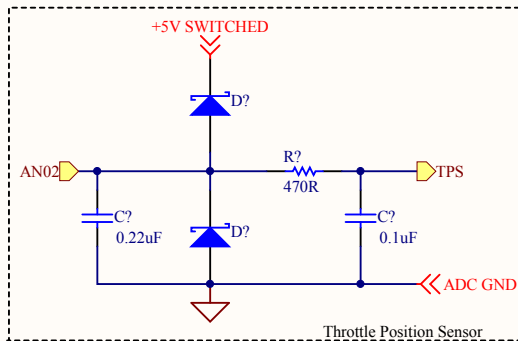 +5V SWITCHED
D?
AN02
R?
470R
TPS
C?
0.22uF
D?
C?
0.1uF
ADC GND
Throttle Position Sensor